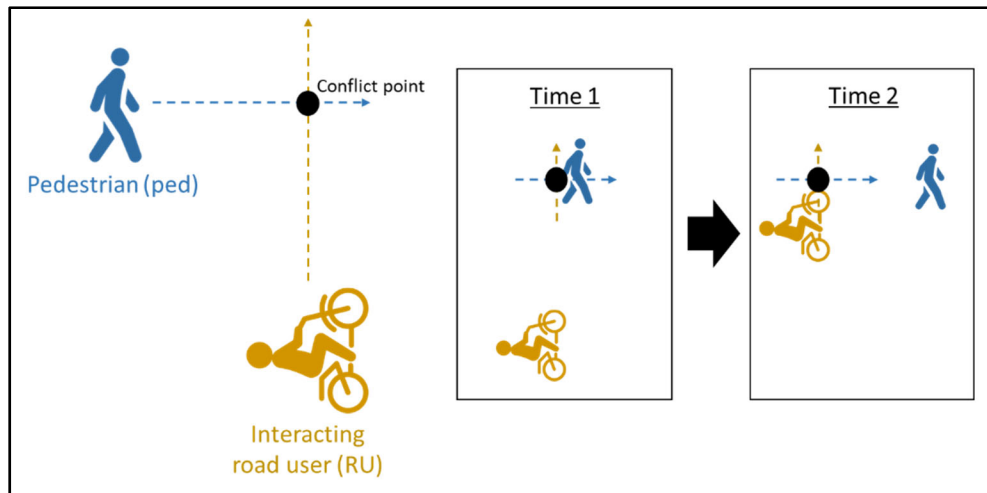 Conflict point
Pedestrian (ped)
Interacting
road user (RU)
Time 1
Time 2